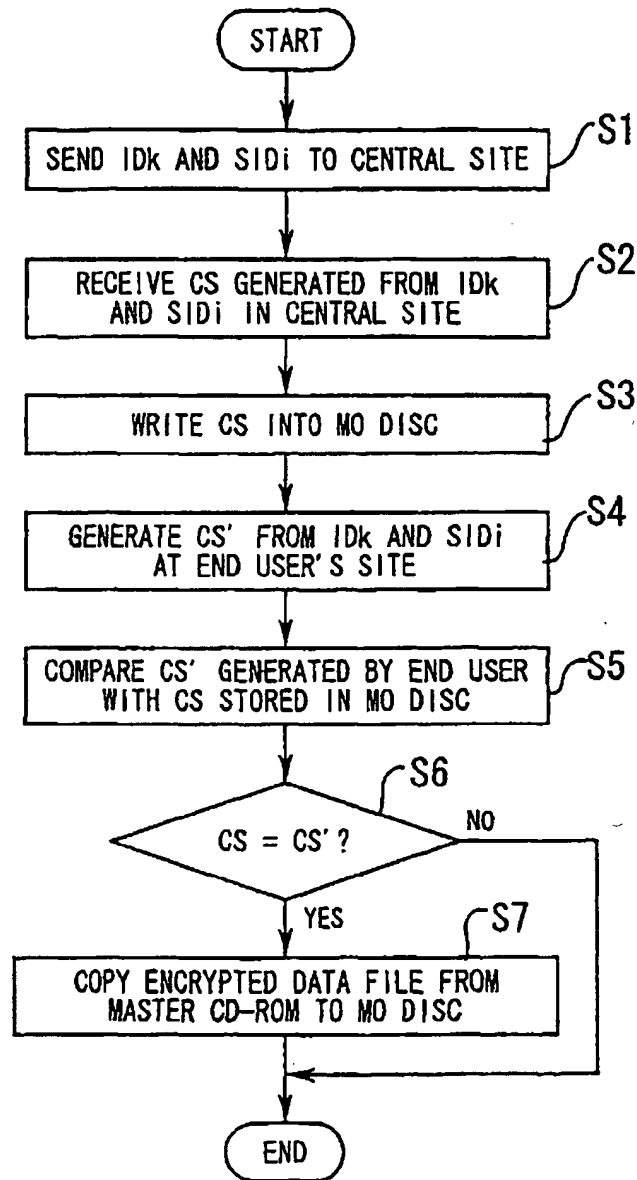 START
S1
SEND IDk AND SIDi TO CENTRAL SITE
S2
RECEIVE CS GENERATED FROM IDk
AND SIDi IN CENTRAL SITE
S3
WRITE CS INTO MO DISC
S4
GENERATE CS' FROM IDk AND SIDi
AT END USER'S SITE
S5
COMPARE CS' GENERATED BY END USER
WITH CS STORED IN MO DISC
S6
CS = CS'?
NO
YES
S7
COPY ENCRYPTED DATA FILE FROM
MASTER CD-ROM TO MO DISC
END